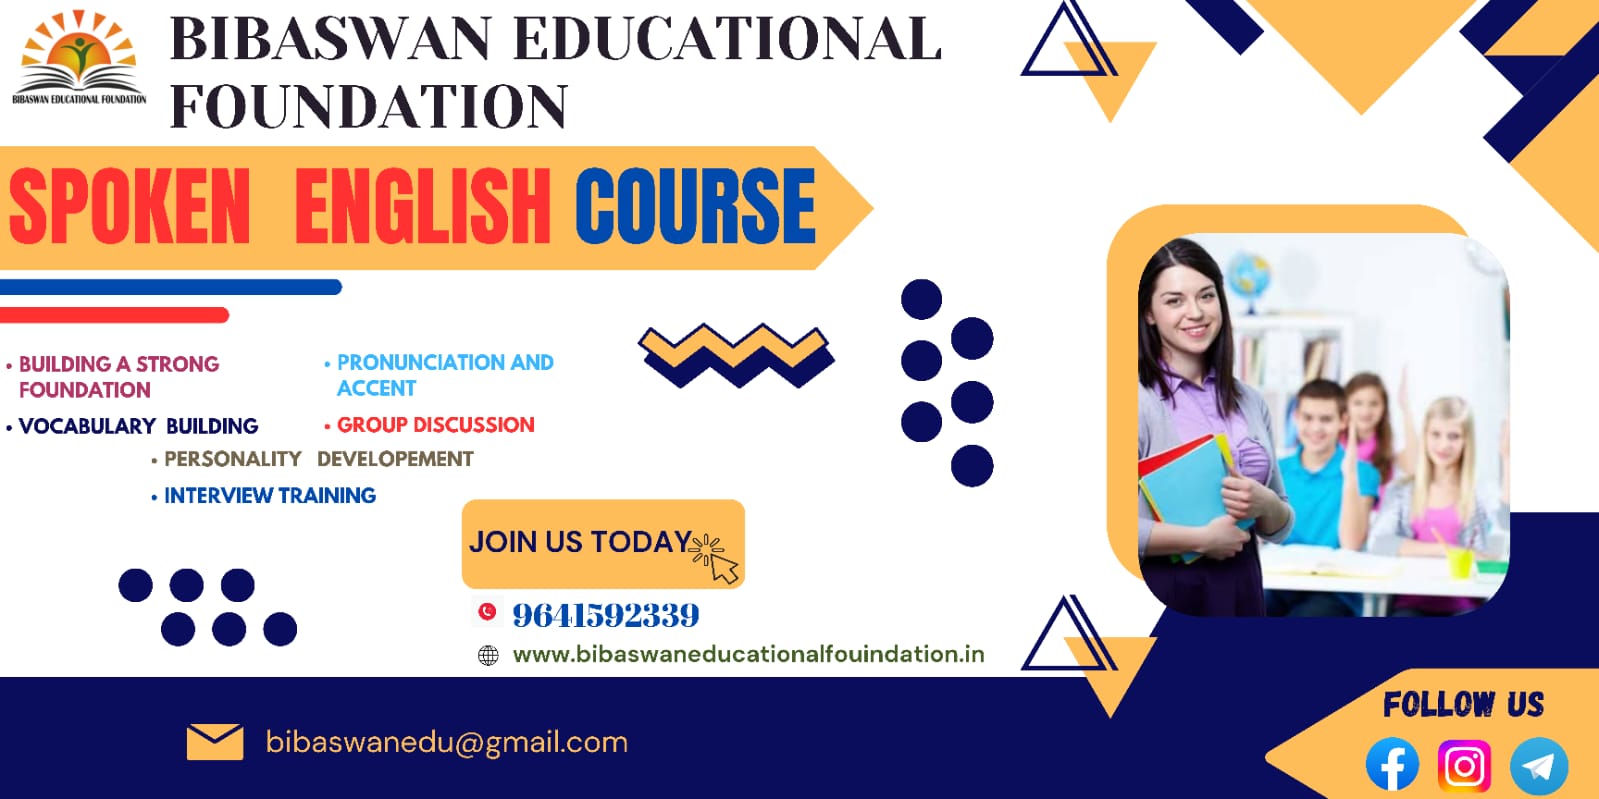 BIBASWAN EDUCATIONAL FOUNDATION
BIBASWAN EDUCATIONAL
FOUNDATION
SPOKEN ENGLISH COURSE
• BUILDING A STRONG
FOUNDATION
• VOCABULARY BUILDING
• PRONUNCIATION AND
ACCENT
• GROUP DISCUSSION
• PERSONALITY DEVELOPEMENT
• INTERVIEW TRAINING
JOIN US TODAY
9641592339
www.bibaswaneducationalfouindation.in
bibaswanedu@gmail.com
FOLLOW US